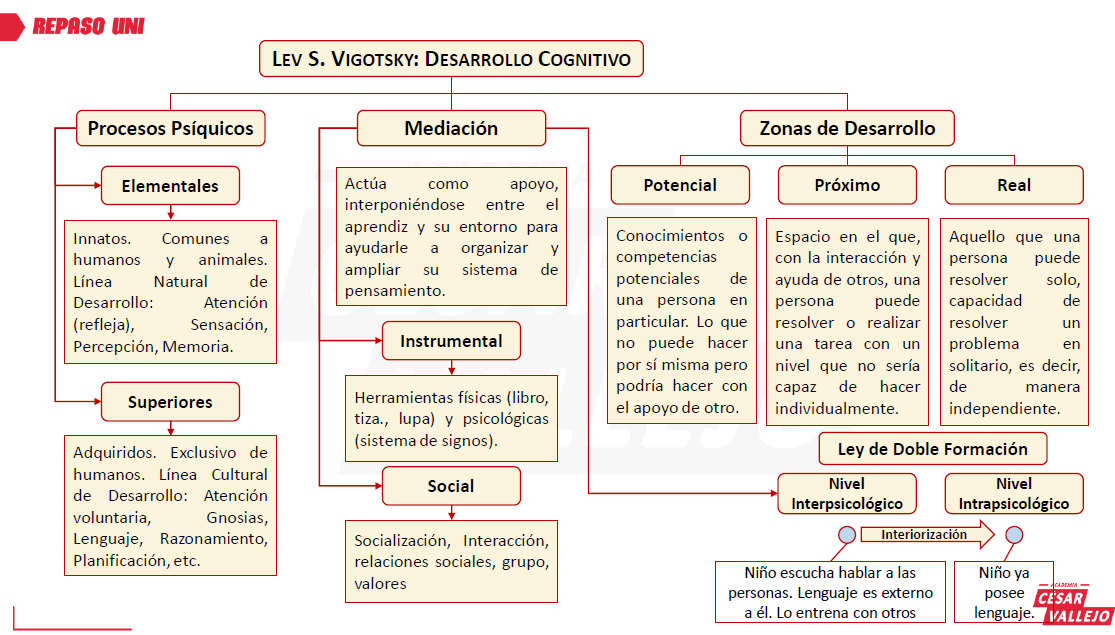 REPASO UNI
LEV S. VIGOTSKY: DESARROLLO COGNITIVO
Procesos Psíquicos
Elementales
Innatos. Comunes a
humanos y animales.
Línea Natural de
Desarrollo: Atención
(refleja), Sensación,
Percepción, Memoria.
Superiores
Adquiridos. Exclusivo de
humanos. Línea Cultural
de Desarrollo: Atención
voluntaria, Gnosias,
Lenguaje, Razonamiento,
Planificación, etc.
Mediación
Actúa como apoyo,
interponiéndose entre el
aprendiz y su entorno para
ayudarle a organizar y
ampliar su sistema de
pensamiento.
Instrumental
Herramientas físicas (libro,
tiza., lupa) y psicológicas
(sistema de signos).
Social
Socialización, Interacción,
relaciones sociales, grupo,
valores
Zonas de Desarrollo
Potencial
Conocimientos o
competencias
potenciales de
una persona en
particular. Lo que
no puede hacer
por sí misma pero
podría hacer con
el apoyo de otro.
Próximo
Espacio en el que,
con la interacción y
ayuda de otros, una
persona puede
resolver o realizar
una tarea con un
nivel que no sería
capaz de hacer
individualmente.
Real
Aquello que una
persona puede
resolver solo,
capacidad de
resolver un
problema en
solitario, es decir,
de manera
independiente.
Ley de Doble Formación
Nivel
Interpsicológico
Nivel
Intrapsicológico
Interiorización
Niño escucha hablar a las
personas. Lenguaje es externo
a él. Lo entrena con otros
Niño ya
posee
lenguaje.
ACADEMIA
CESAR
VALLEJO